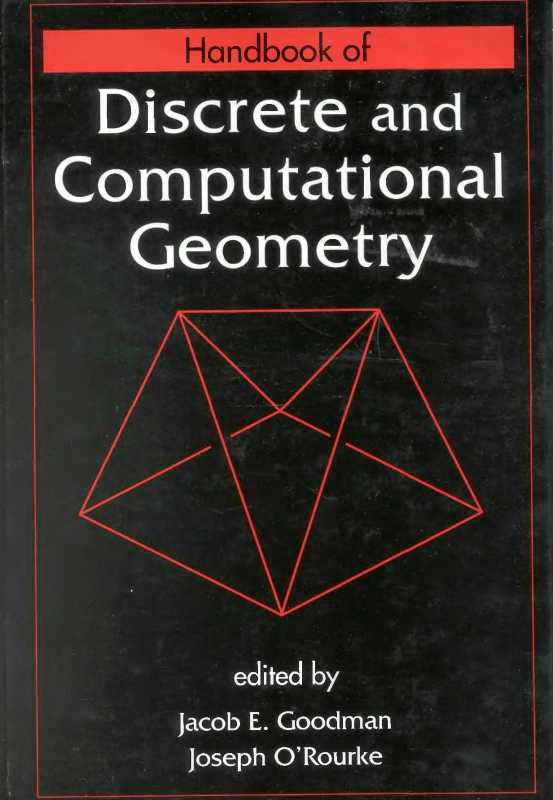 Handbook of
Discrete and
Computational
Geometry
edited by
Jacob E. Goodman
Joseph O'Rourke